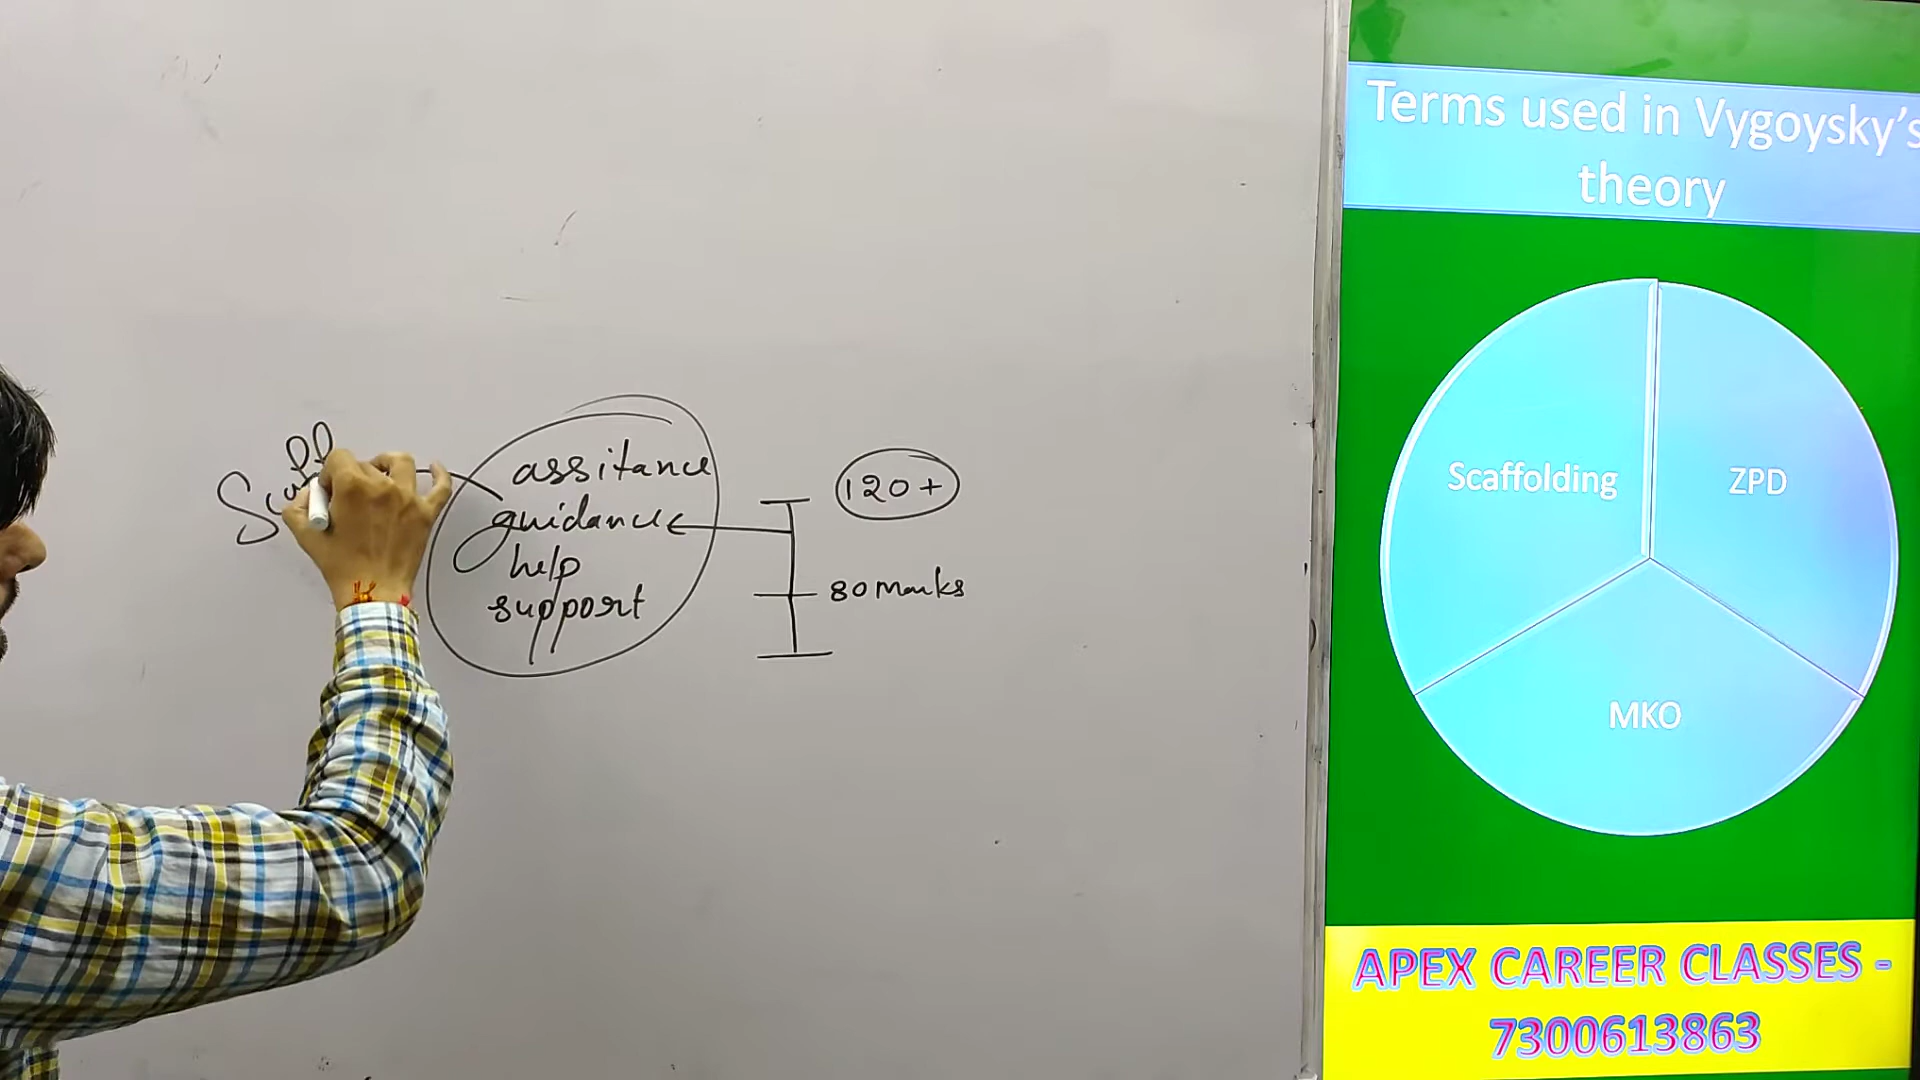 Scaff
assitance
guidance
help
support
120+
80 Marks
Terms used in Vygoysky's
theory
Scaffolding
ZPD
MKO
APEX CAREER CLASSES -
7300613863